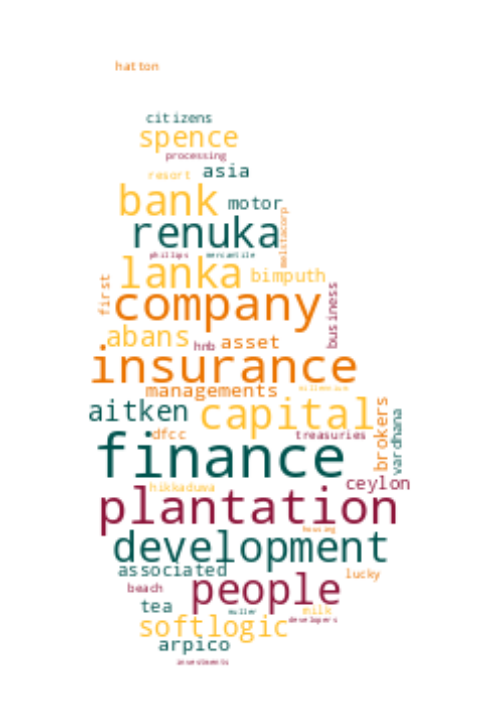 hatton
citizens
spence
processing
resort asia
bank motor
renuka melstacorp
phillips mercantile
lanka bimputh
first company business
abans hnb asset
insurance
managements millennium
aitken capital brokers
vardhana
dfcc treasuries
finance
ceylon
hikkaduwa
plantation
housing
development
associated lucky
beach people
tea muller milk
developers
softlogic
arpico
investments